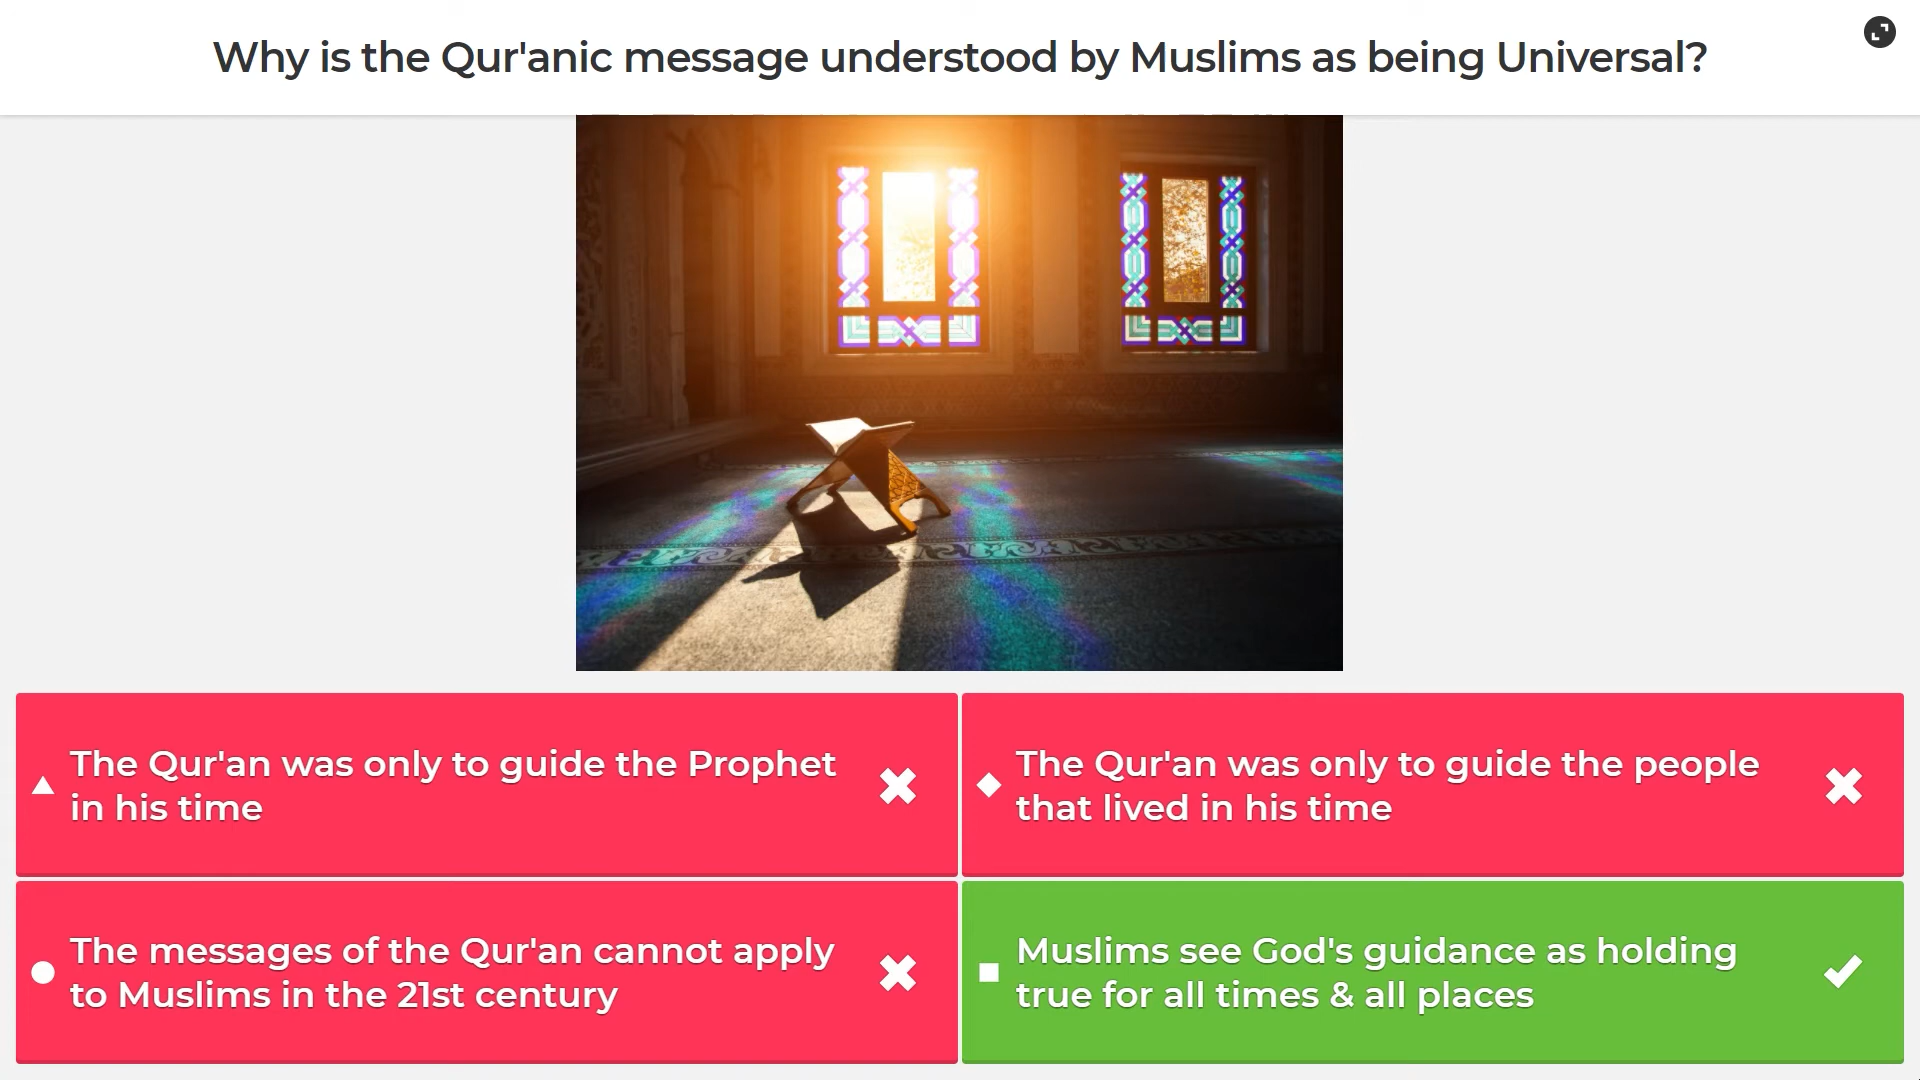 Why is the Qur'anic message understood by Muslims as being Universal?
The Qur'an was only to guide the Prophet
in his time
The Qur'an was only to guide the people
that lived in his time
The messages of the Qur'an cannot apply
to Muslims in the 21st century
Muslims see God's guidance as holding
true for all times & all places